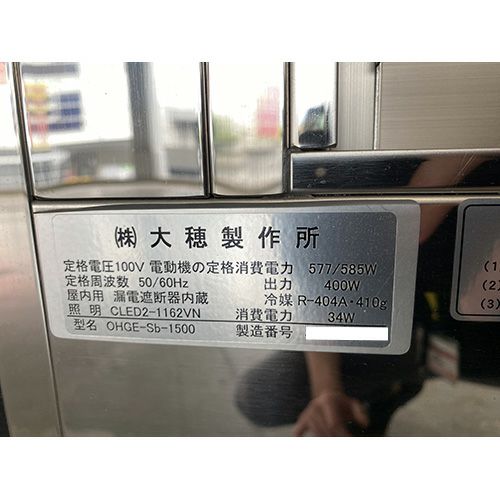 ㈱ 大穂製作所
定格電圧100V 電動機の定格消費電力 577/585W
定格周波数 50/60Hz 出力 400W
屋内用 漏電遮断器内蔵 冷媒 R-404A・410g
照明 CLED2-1162VN 消費電力 34W
型名 OHGE-Sb-1500 製造番号
(1)
(2)
(3)